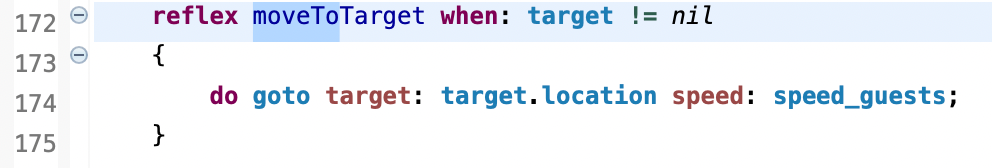 172 reflex moveToTarget when: target != nil
173 {
174 do goto target: target.location speed: speed_guests;
175 }